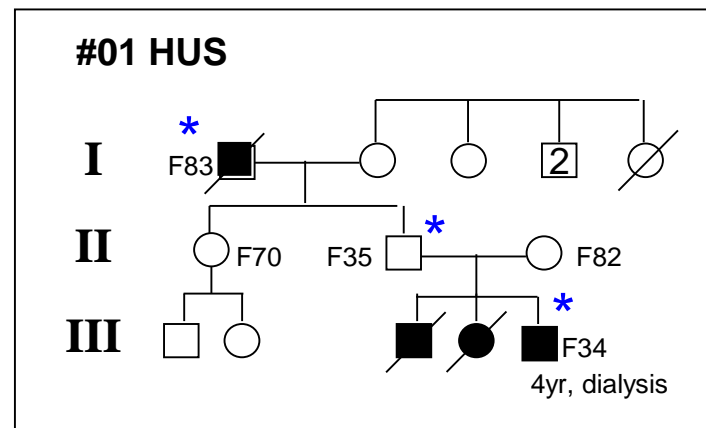 #01 HUS
*
I F83 2
*
II F70 F35 F82
*
III F34
4yr, dialysis